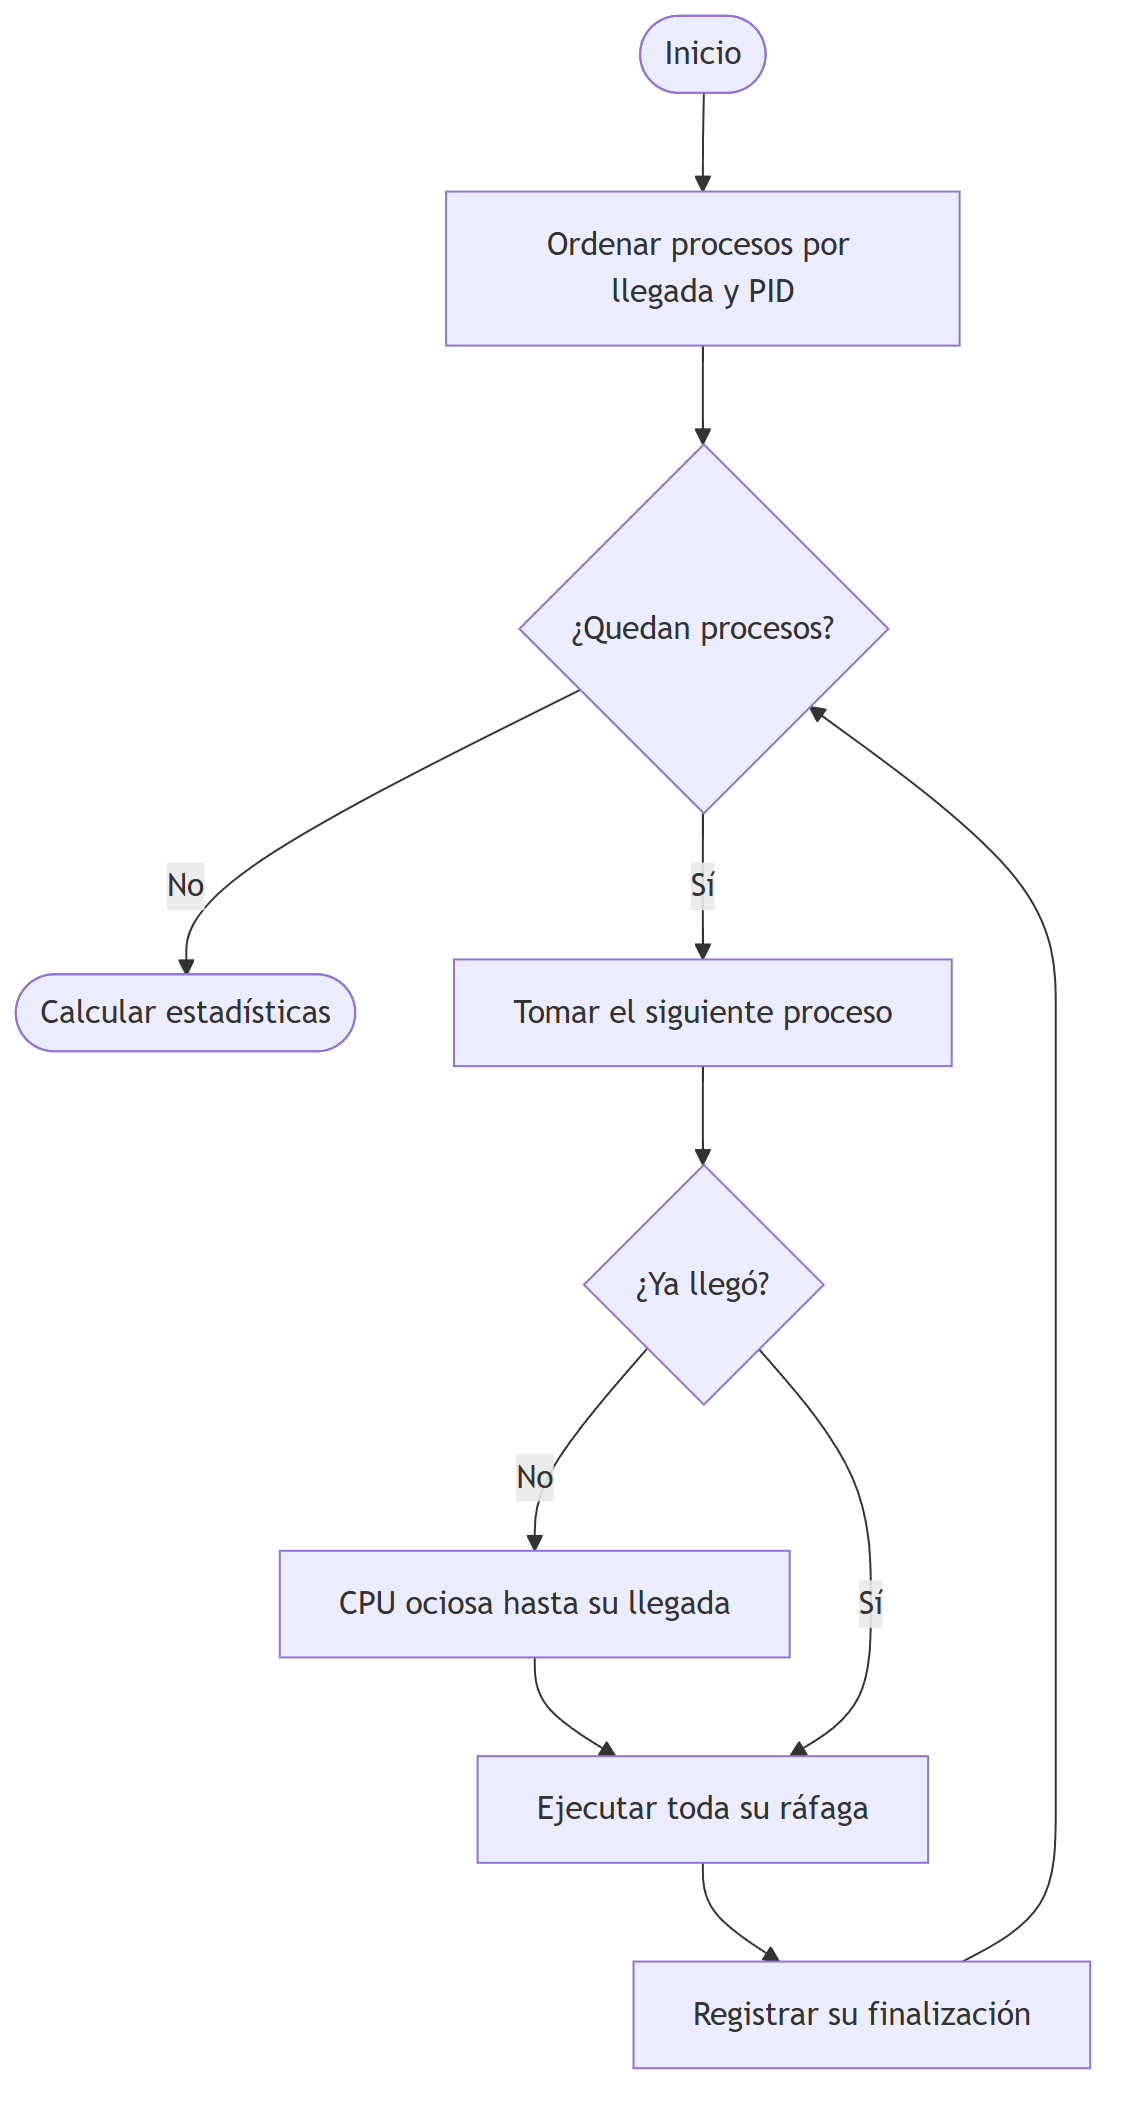 Inicio
Ordenar procesos por
llegada y PID
¿Quedan procesos?
No
Sí
Calcular estadísticas
Tomar el siguiente proceso
¿Ya llegó?
No
CPU ociosa hasta su llegada
Sí
Ejecutar toda su ráfaga
Registrar su finalización